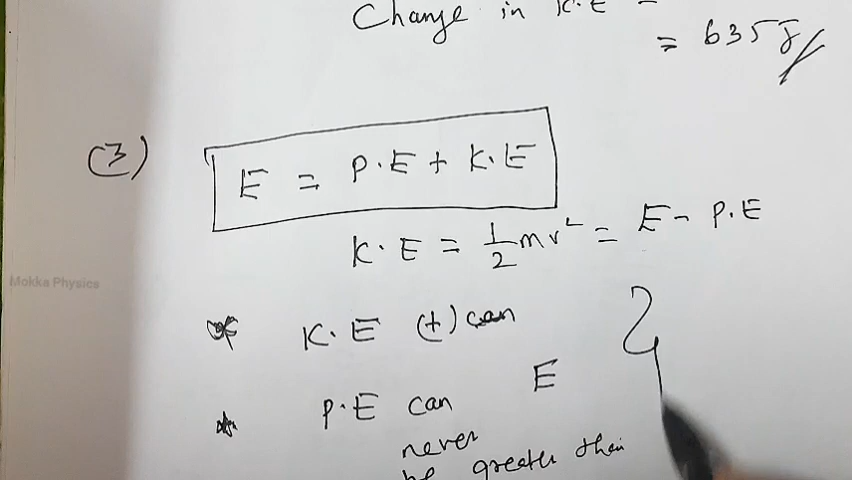 Change in K.E =
= 635 J
(3) E = P.E + K.E
K.E = 1/2 mv² = E - P.E
Mokka Physics
* K.E (+) can
E
* P.E can
never
be greater than